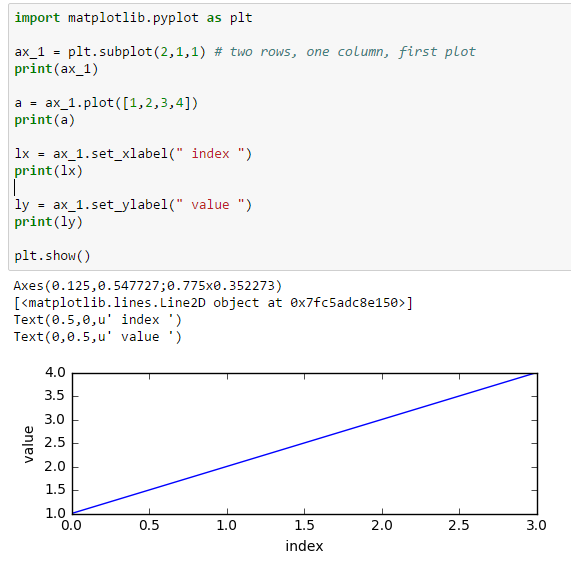 import matplotlib.pyplot as plt
ax_1 = plt.subplot(2,1,1) # two rows, one column, first plot
print(ax_1)
a = ax_1.plot([1,2,3,4])
print(a)
lx = ax_1.set_xlabel(" index ")
print(lx)
ly = ax_1.set_ylabel(" value ")
print(ly)
plt.show()
Axes(0.125,0.547727;0.775x0.352273)
[<matplotlib.lines.Line2D object at 0x7fc5adc8e150>]
Text(0.5,0,u' index ')
Text(0,0.5,u' value ')
4.0
3.5
3.0
2.5
2.0
1.5
1.0
value
0.0 0.5 1.0 1.5 2.0 2.5 3.0
index